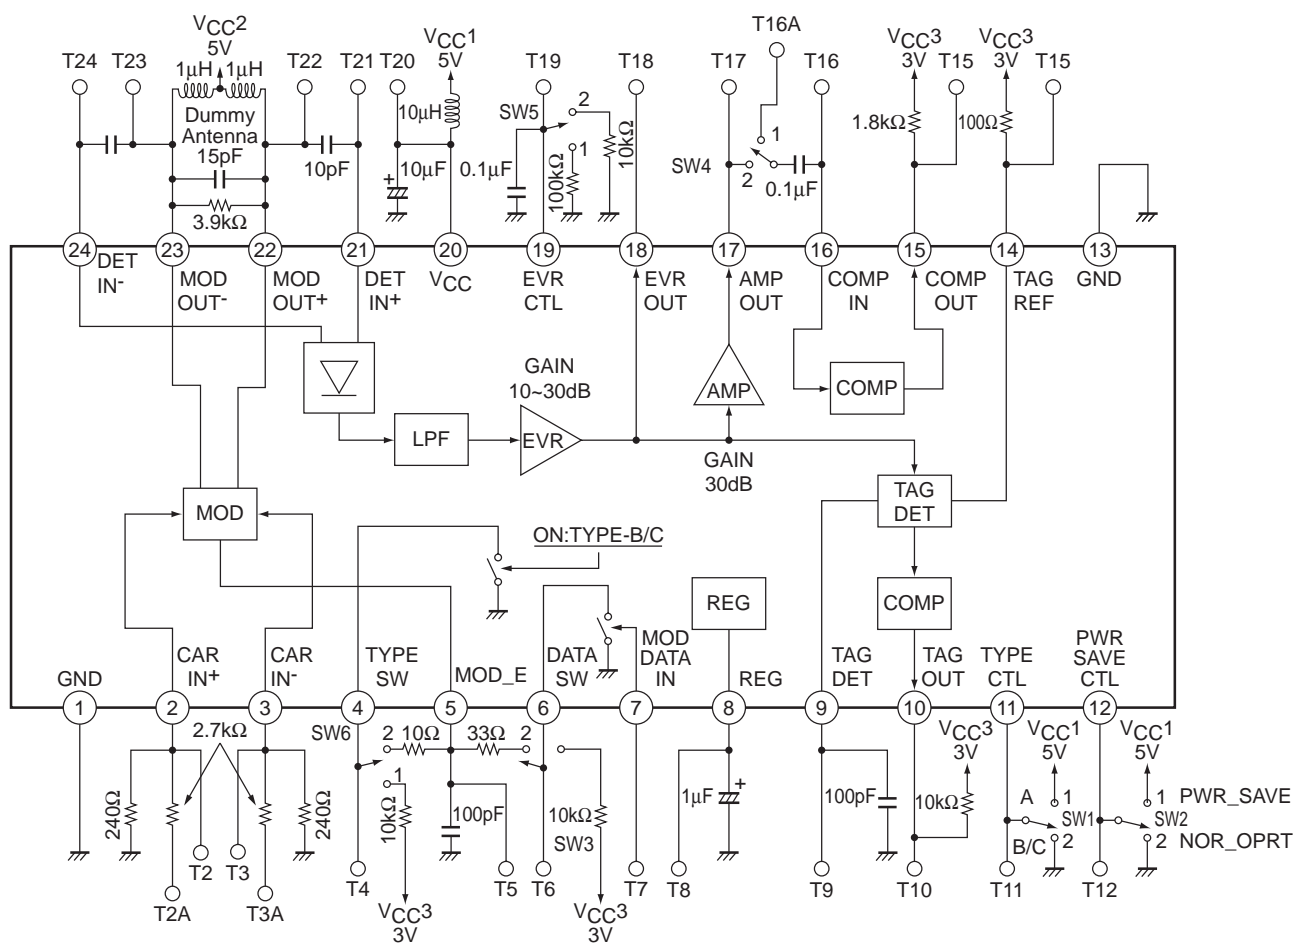 VCC2
5V
1µH 1µH
T24 T23
T22 T21 T20
VCC1
5V
T19 T18
T17
T16A
T16
VCC3
3V
T15
VCC3
3V
T15
Dummy
Antenna
15pF
3.9kΩ
10pF
10µH
10µF
0.1µF
SW5
2
1
100kΩ
10kΩ
SW4
1
2
0.1µF
1.8kΩ
100Ω
24 23 22 21 20 19 18 17 16 15 14 13
DET
IN-
MOD
OUT-
MOD
OUT+
DET
IN+
VCC
EVR
CTL
EVR
OUT
AMP
OUT
COMP
IN
COMP
OUT
TAG
REF
GND
GAIN
10~30dB
LPF
EVR
AMP
GAIN
30dB
COMP
MOD
TAG
DET
ON:TYPE-B/C
REG
COMP
GND
CAR
IN+
CAR
IN-
TYPE
SW
MOD_E
DATA
SW
MOD
DATA
IN
REG
TAG
DET
TAG
OUT
TYPE
CTL
PWR
SAVE
CTL
1 2 3 4 5 6 7 8 9 10 11 12
2.7kΩ
240Ω
240Ω
SW6
2
10Ω
1
10kΩ
33Ω
2
100pF
10kΩ
SW3
1µF
+
100pF
VCC3
3V
10kΩ
VCC1
5V
A
1
SW1
B/C
2
VCC1
5V
1
PWR_SAVE
SW2
2
NOR_OPRT
T2 T3
T2A T3A
T4
VCC3
3V
T5 T6
VCC3
3V
T7 T8 T9 T10 T11 T12
+